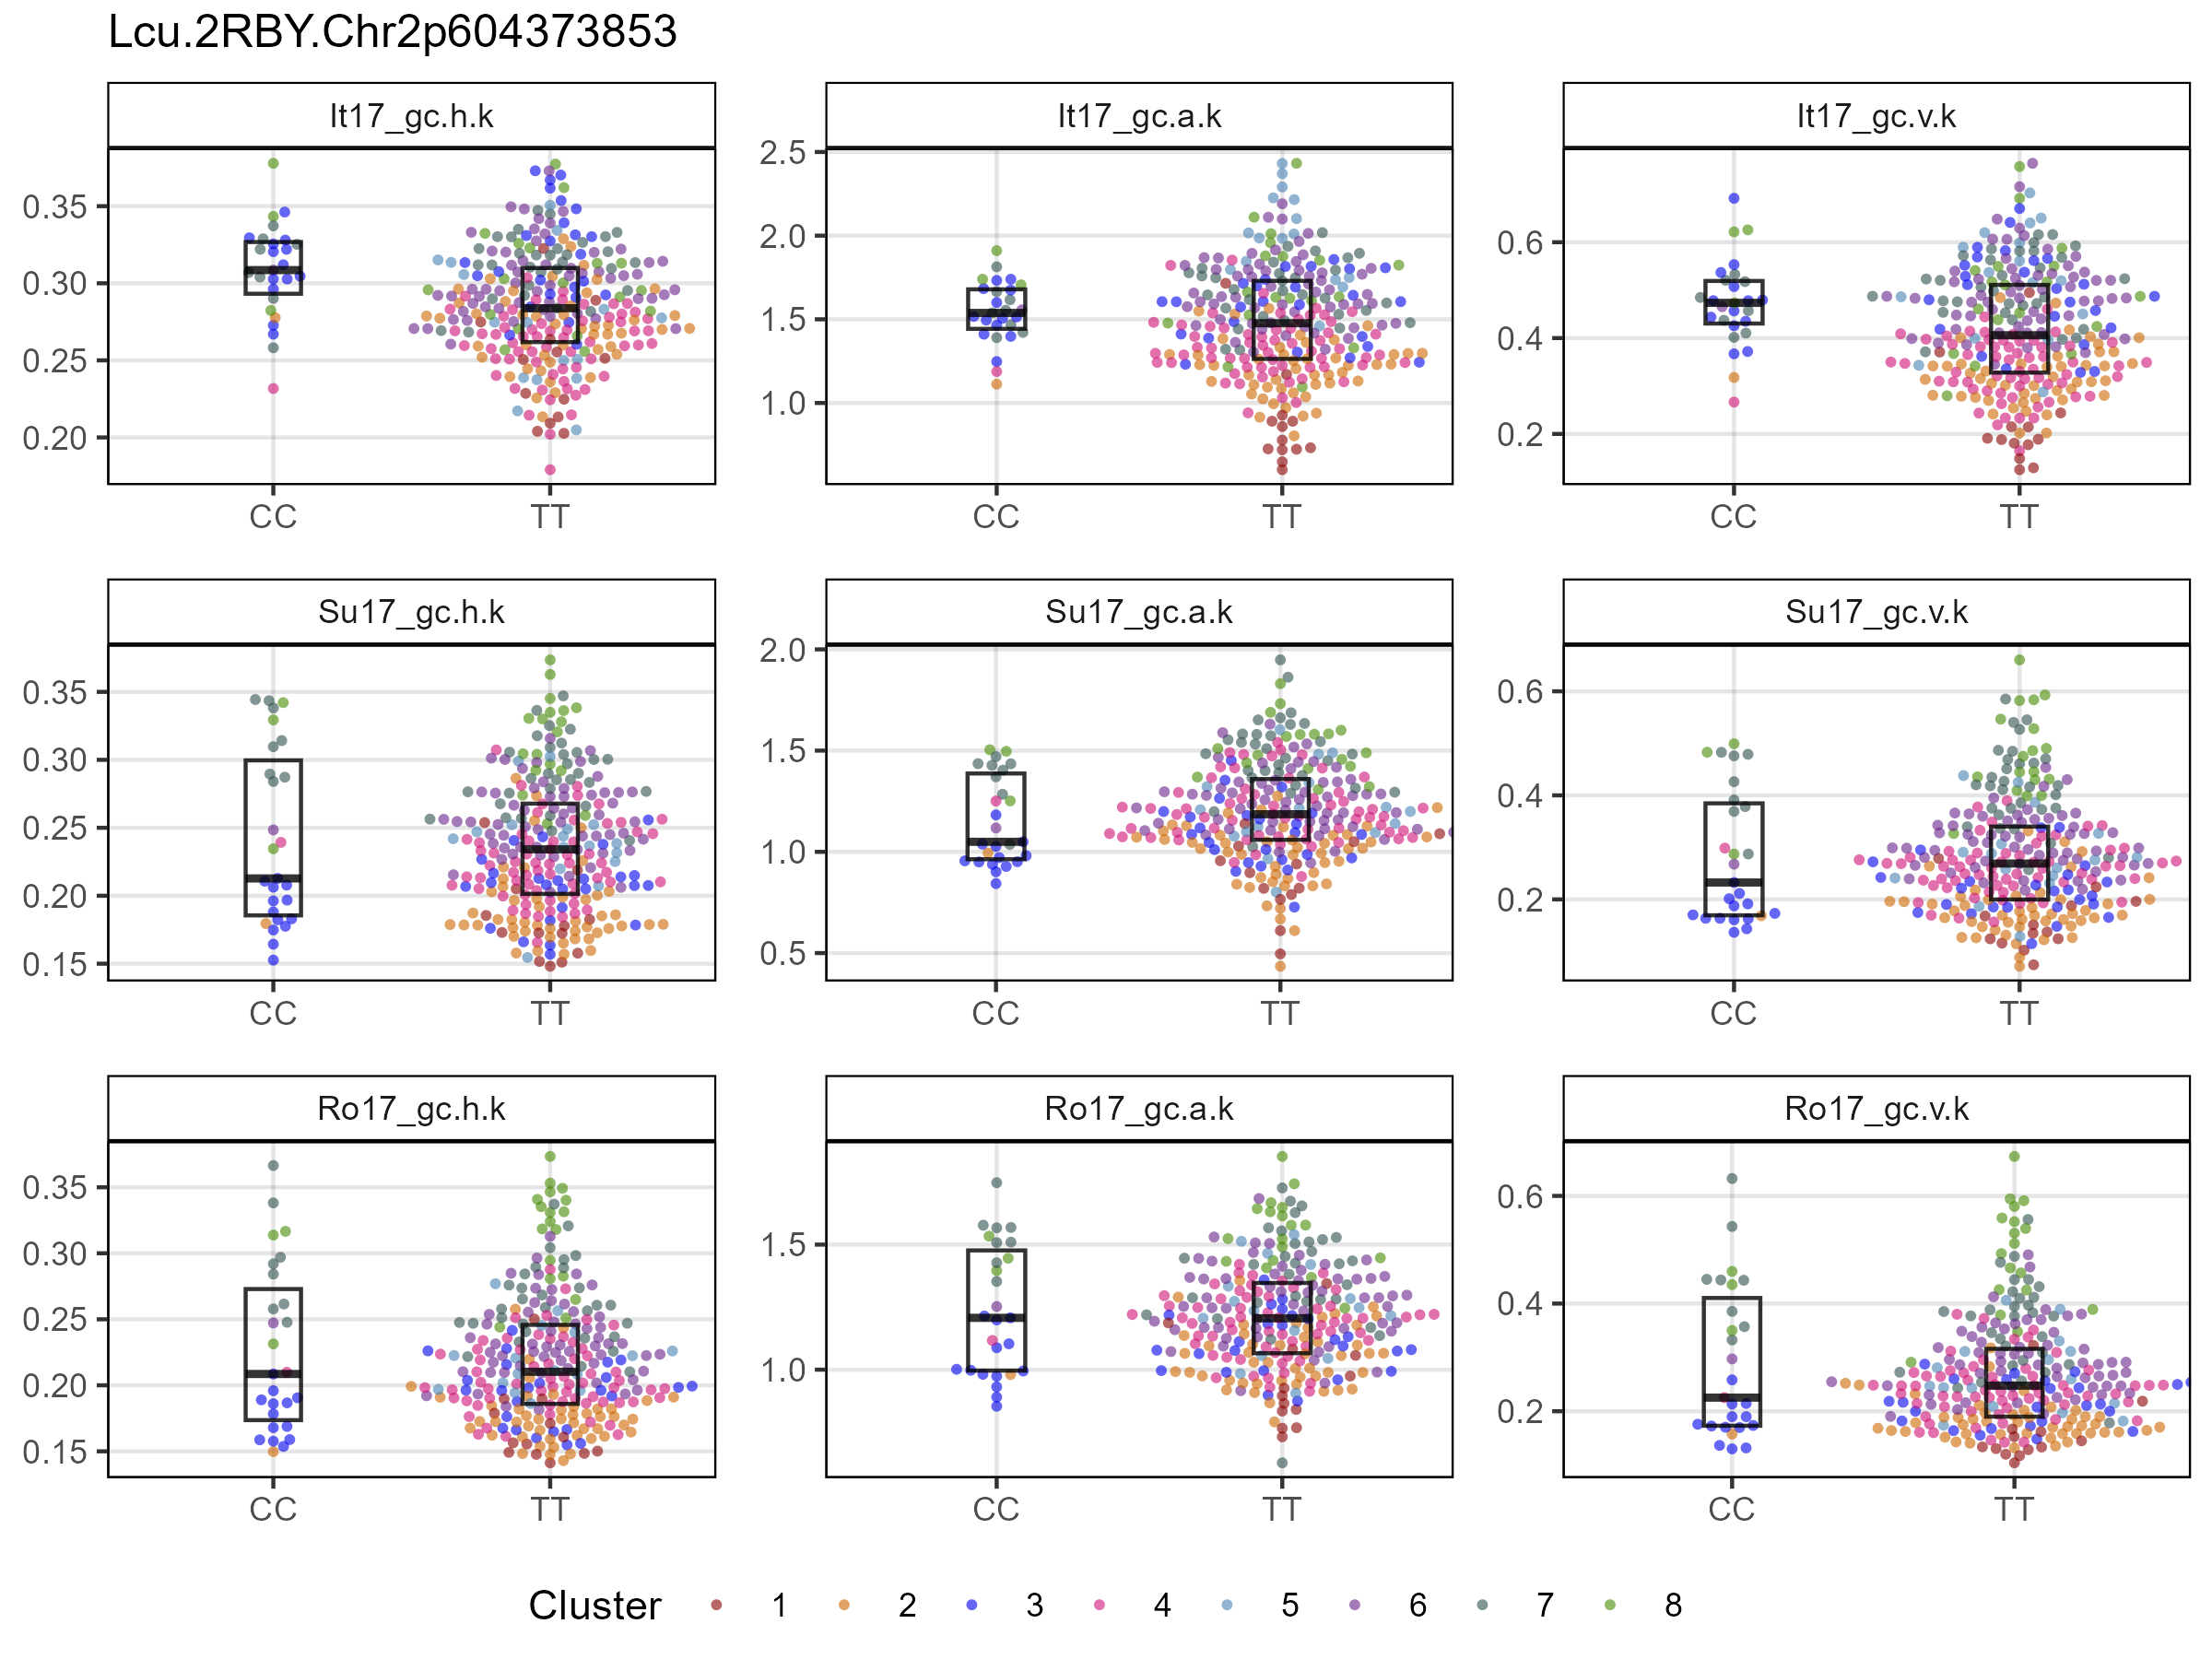 Lcu.2RBY.Chr2p604373853
It17_gc.h.k
It17_gc.a.k
It17_gc.v.k
0.35
0.30
0.25
0.20
CC
TT
2.5
2.0
1.5
1.0
CC
TT
0.6
0.4
0.2
CC
TT
Su17_gc.h.k
Su17_gc.a.k
Su17_gc.v.k
0.35
0.30
0.25
0.20
0.15
CC
TT
2.0
1.5
1.0
0.5
CC
TT
0.6
0.4
0.2
CC
TT
Ro17_gc.h.k
Ro17_gc.a.k
Ro17_gc.v.k
0.35
0.30
0.25
0.20
0.15
CC
TT
1.5
1.0
CC
TT
0.6
0.4
0.2
CC
TT
Cluster 1 2 3 4 5 6 7 8